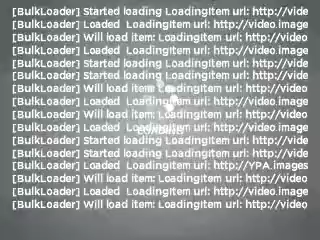 [BulkLoader] Started loading LoadingItem url: http://vide
[BulkLoader] Loaded LoadingItem url: http://video.image
[BulkLoader] Will load item: LoadingItem url: http://video
[BulkLoader] Loaded LoadingItem url: http://video.image
[BulkLoader] Started loading LoadingItem url: http://vide
[BulkLoader] Started loading LoadingItem url: http://vide
[BulkLoader] Will load item: LoadingItem url: http://video
[BulkLoader] Loaded LoadingItem url: http://video.image
[BulkLoader] Will load item: LoadingItem url: http://video
[BulkLoader] Loaded LoadingItem url: http://video.image
LOADING
[BulkLoader] Started loading LoadingItem url: http://vide
[BulkLoader] Started loading LoadingItem url: http://vide
[BulkLoader] Loaded LoadingItem url: http://YPA.images
[BulkLoader] Will load item: LoadingItem url: http://video
[BulkLoader] Loaded LoadingItem url: http://video.image
[BulkLoader] Will load item: LoadingItem url: http://video